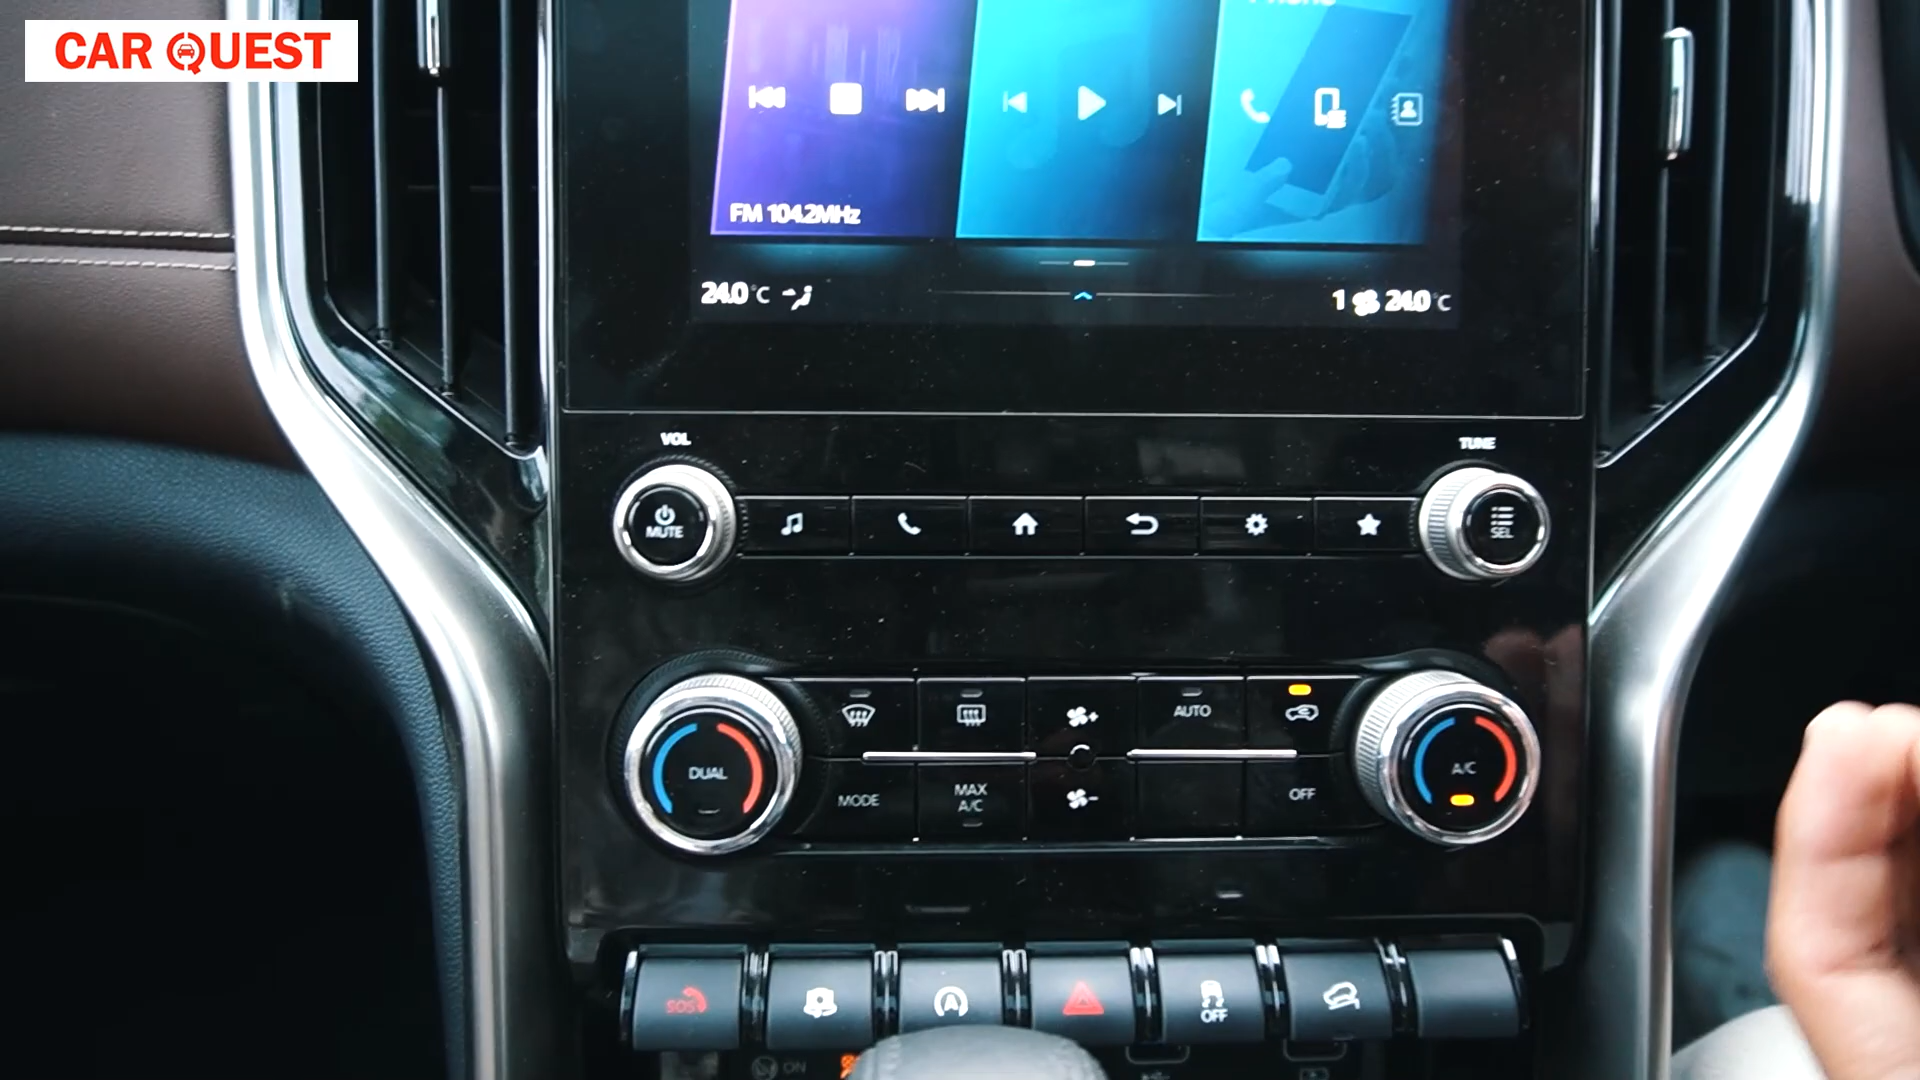 CAR QUEST
FM 104.2MHz
24.0°C
1 24.0°C
VOL
TUNE
MUTE
SEL
AUTO
DUAL
A/C
MODE
MAX
A/C
OFF
SOS
A
OFF
ON